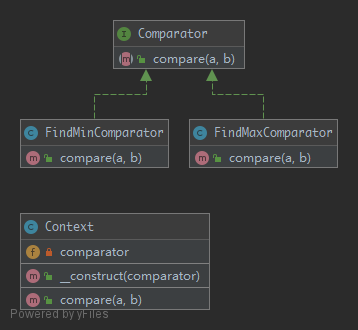 I Comparator
m compare(a, b)
C FindMinComparator
m compare(a, b)
C FindMaxComparator
m compare(a, b)
C Context
f comparator
m __construct(comparator)
m compare(a, b)
Powered by yFiles